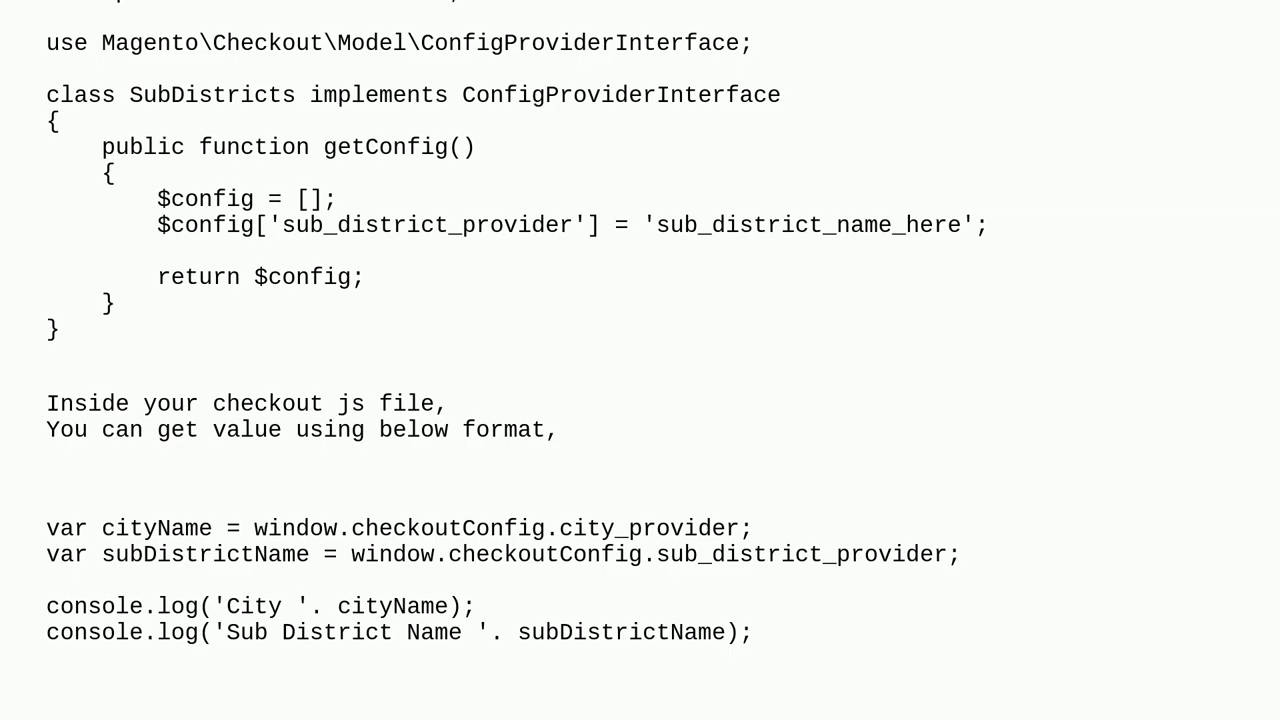 use Magento\Checkout\Model\ConfigProviderInterface;
class SubDistricts implements ConfigProviderInterface
{
    public function getConfig()
    {
        $config = [];
        $config['sub_district_provider'] = 'sub_district_name_here';
        return $config;
    }
}
Inside your checkout js file,
You can get value using below format,
var cityName = window.checkoutConfig.city_provider;
var subDistrictName = window.checkoutConfig.sub_district_provider;
console.log('City '. cityName);
console.log('Sub District Name '. subDistrictName);